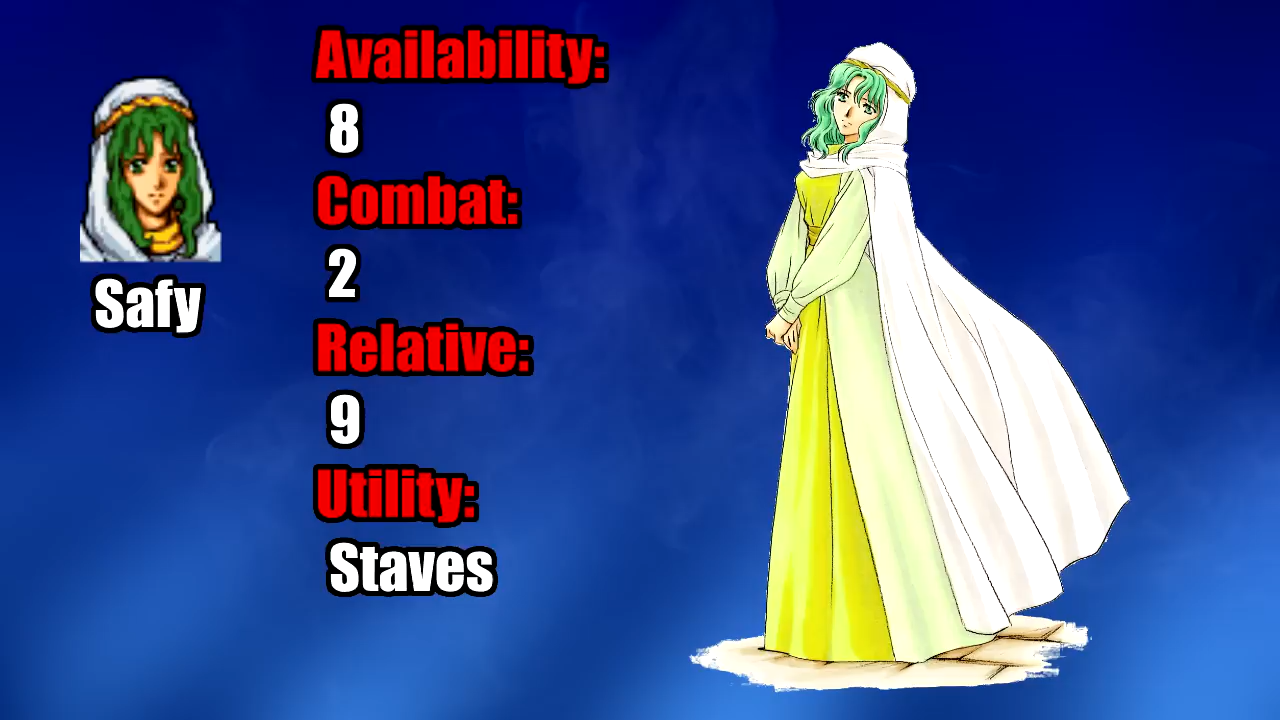 Safy
Availability:
8
Combat:
2
Relative:
9
Utility:
Staves